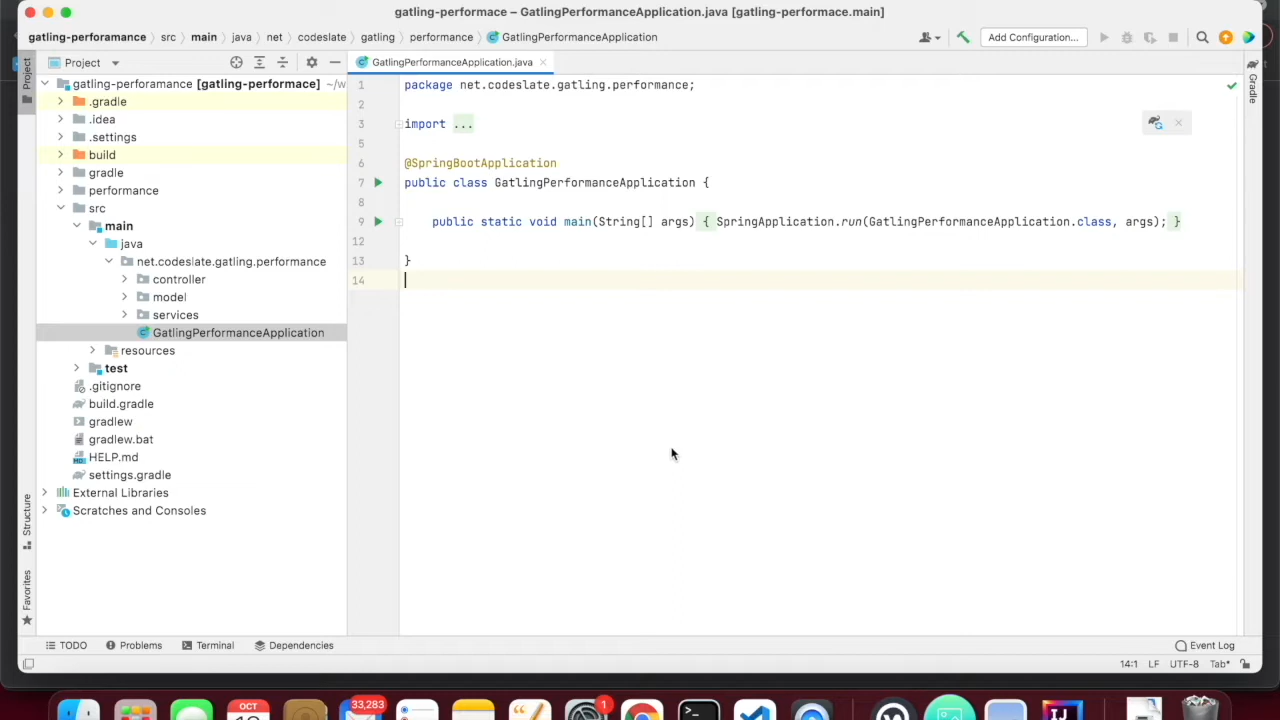 gatling-performace – GatlingPerformanceApplication.java [gatling-performace.main]
gatling-perforamance › src › main › java › net › codeslate › gatling › performance › GatlingPerformanceApplication
Add Configuration...
Project
Project
GatlingPerformanceApplication.java
gatling-perforamance [gatling-performace] ~/w
.gradle
.idea
.settings
build
gradle
performance
src
main
java
net.codeslate.gatling.performance
controller
model
services
GatlingPerformanceApplication
resources
test
.gitignore
build.gradle
gradlew
gradlew.bat
HELP.md
settings.gradle
External Libraries
Scratches and Consoles
1 package net.codeslate.gatling.performance;
2
3 import ...
5
6 @SpringBootApplication
7 public class GatlingPerformanceApplication {
8
9 public static void main(String[] args) { SpringApplication.run(GatlingPerformanceApplication.class, args); }
12
13 }
14
Gradle
Structure
Favorites
TODO Problems Terminal Dependencies Event Log
14:1 LF UTF-8 Tab*
OCT
33,283
1